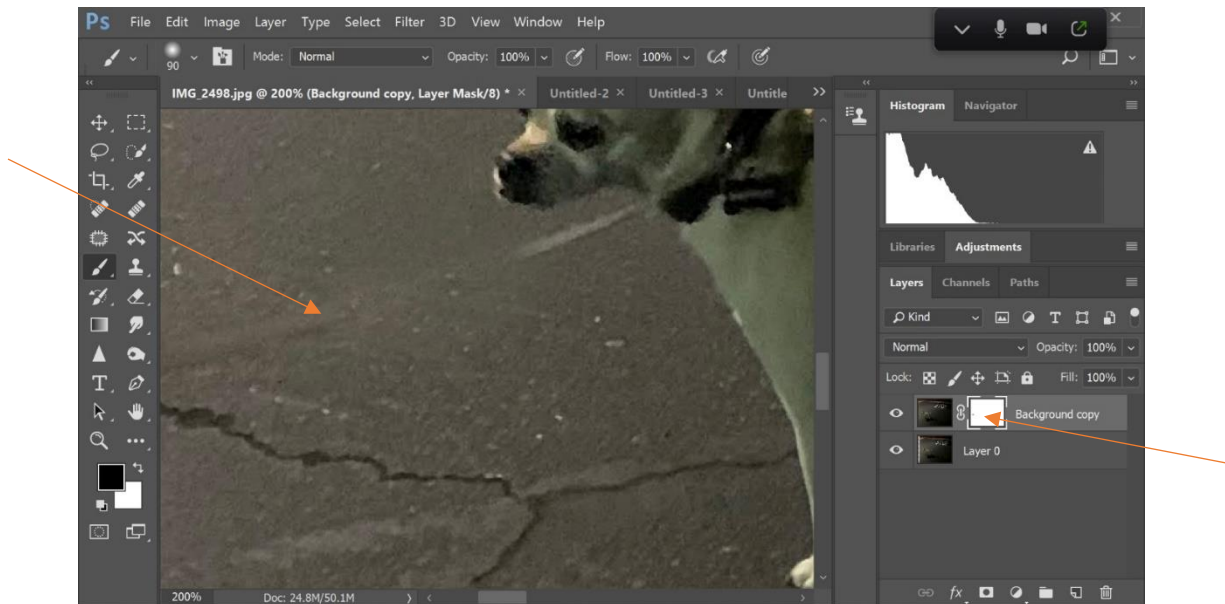 Ps File Edit Image Layer Type Select Filter 3D View Window Help
90 Mode: Normal Opacity: 100% Flow: 100%
IMG_2498.jpg @ 200% (Background copy, Layer Mask/8) * × Untitled-2 × Untitled-3 × Untitle
Histogram Navigator
Libraries Adjustments
Layers Channels Paths
Kind
Normal Opacity: 100%
Lock: Fill: 100%
Background copy
Layer 0
200% Doc: 24.8M/50.1M
fx